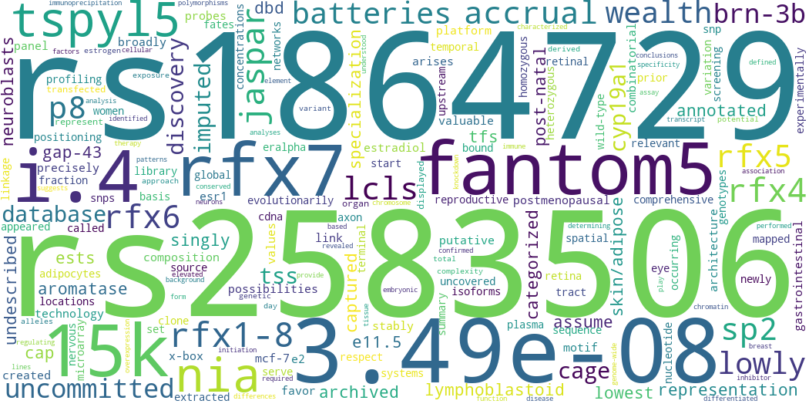 immunoprecipitation polymorphisms
tspyl5 batteries accrual wealth brn-3b
factors estrogen cellular probes dbd snp
panel fates networks platform
transfected broadly temporal retinal
rs1864729
neuroblasts profiling discovery imputed jaspar concentrations
specialization arises upstream homozygous post-natal heterozygous
wild-type cyp19a1 combinatorial prior variation screening
exposure element variant analysis therapy
p8 women represent annotated experimentally
positioning eralpha valuable tfs relevant
gap-43 library estradiol bound conclusions specificity defined
linkage precisely global esr1 start assay potential
i.4 rfx7 lcls fantom5 rfx5
fraction basis conserved evolutionarily transcript association
patterns approach snps neurons organ chromosome
displayed knockdown immune reproductive postmenopausal comprehensive
genotypes rfx4
database rfx6
appeared called cdna axon
rs2583506
undescribed ests singly link values captured terminal
categorized putative spatial skin/adipose architecture mapped
gastrointestinal occurring determining performed
composition tss based revealed uncovered retina
adipocytes source elevated confirmed total eye
aromatase possibilities background provide complexity isoforms tract newly
locations genetic embryonic play
technology form day tissue summary chromatin
15k rfx1-8 3.49e-08 sp2
alleles regulating nervous microarray set stably e11.5
clone x-box mcf-7 e2 plasma respect sequence motif
cap assume cage nucleotide breast inhibitor
lines created overexpression nia
initiation required differences favor serve systems
lowly
uncommitted extracted archived lymphoblastoid lowest representation
function disease differentiated